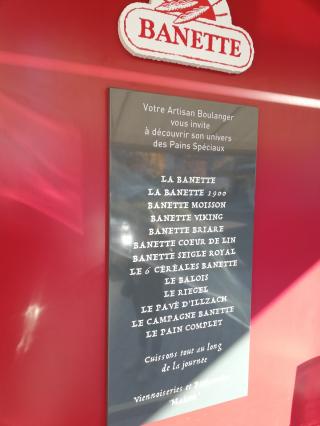 BANETTE
Votre Artisan Boulanger
vous invite
à découvrir son univers
des Pains Spéciaux
LA BANETTE
LA BANETTE 1900
BANETTE MOISSON
BANETTE VIKING
BANETTE BRIARE
BANETTE COEUR DE LIN
BANETTE SEIGLE ROYAL
LE 6 CÉRÉALES BANETTE
LE BALOIS
LE RIEGEL
LE PAVÉ D'ILLZACH
LE CAMPAGNE BANETTE
LE PAIN COMPLET
Cuissons tout au long
de la journée
Viennoiseries et
"Maison"